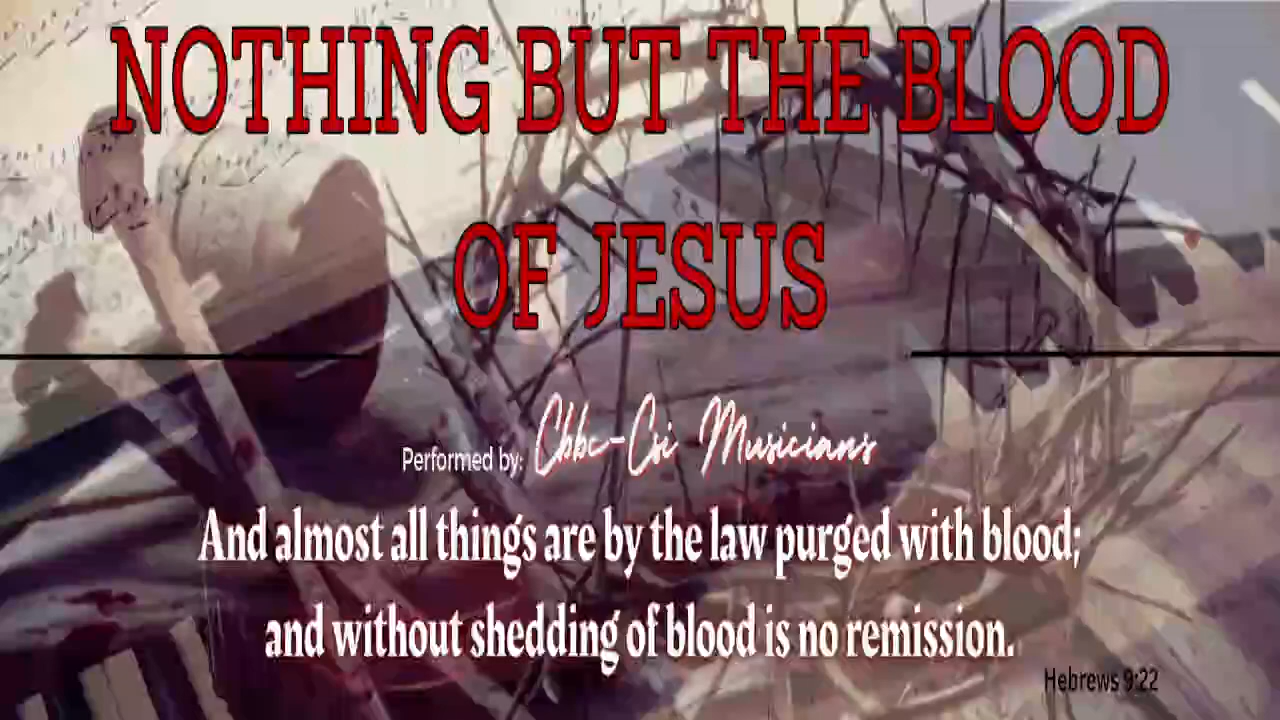 NOTHING BUT THE BLOOD
OF JESUS
Performed by: Cbbc-Csi Musicians
And almost all things are by the law purged with blood;
and without shedding of blood is no remission.
Hebrews 9:22